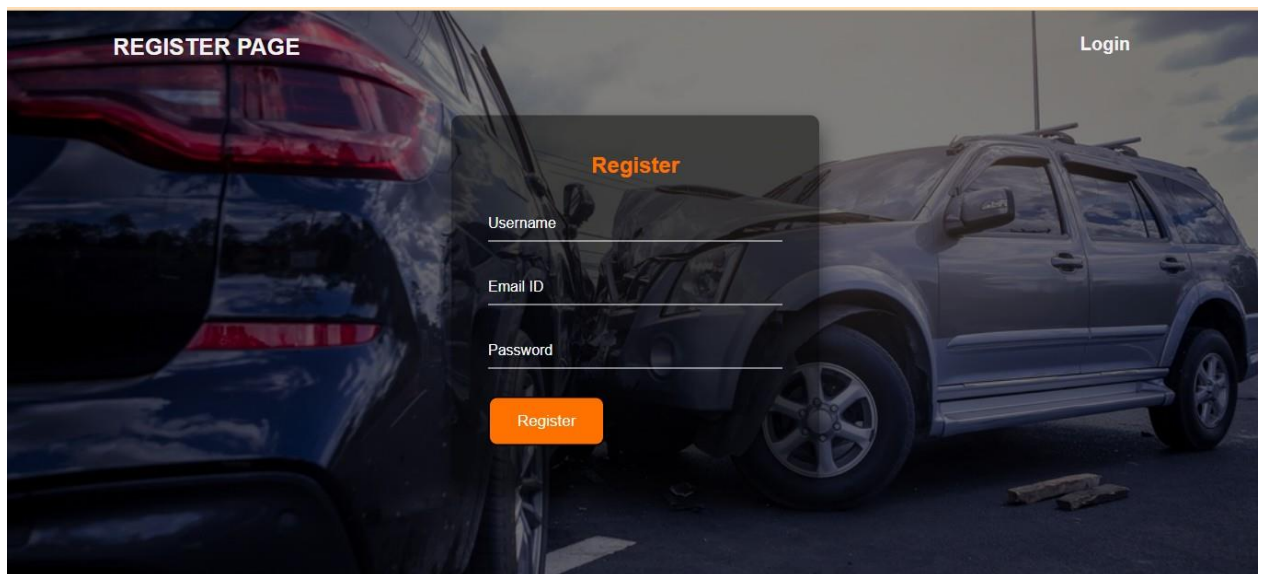 REGISTER PAGE
Login
Register
Username
Email ID
Password
Register